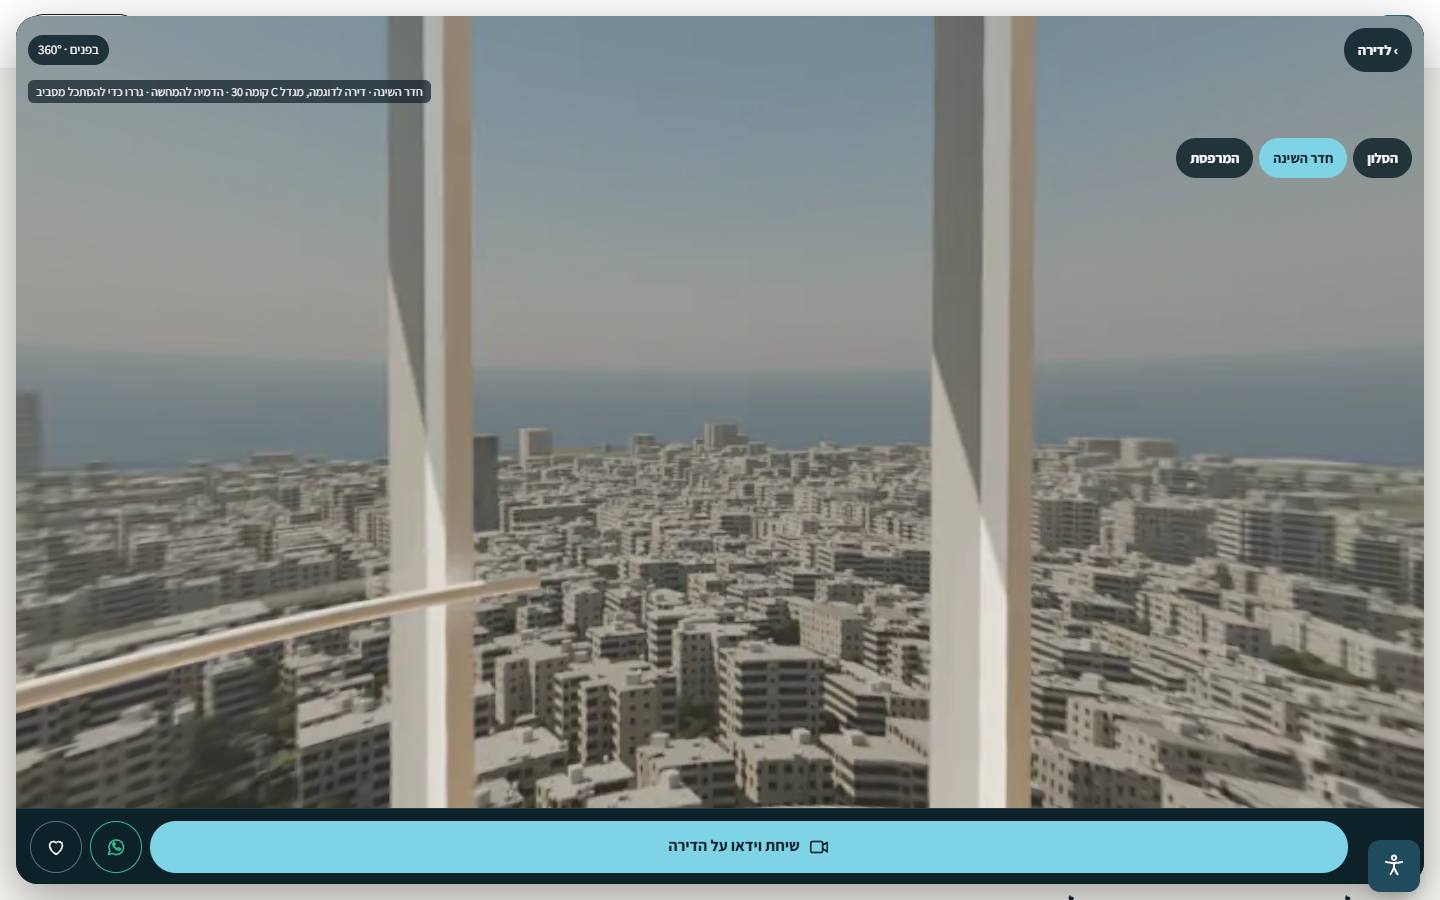 ‹ לדירה
בפנים · 360°
חדר השינה · דירה לדוגמה, מגדל C קומה 30 · הדמיה להמחשה · גררו כדי להסתכל מסביב
הסלון
חדר השינה
המרפסת
שיחת וידאו על הדירה